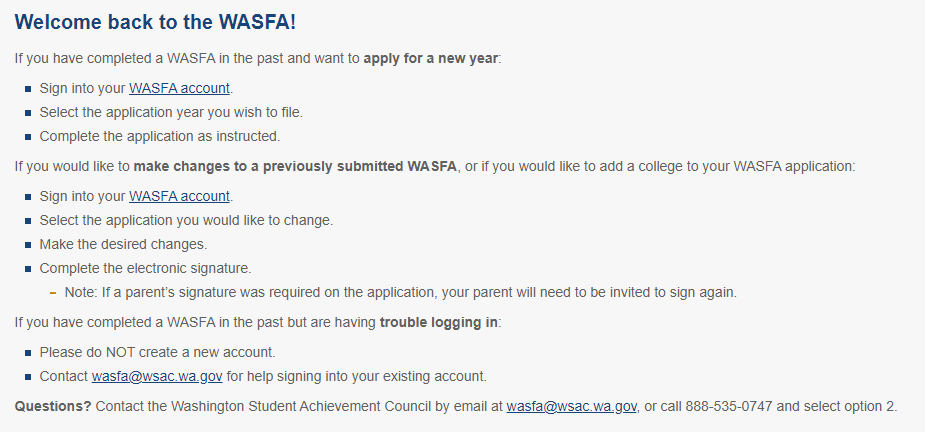 Welcome back to the WASFA!
If you have completed a WASFA in the past and want to apply for a new year:
Sign into your WASFA account.
Select the application year you wish to file.
Complete the application as instructed.
If you would like to make changes to a previously submitted WASFA, or if you would like to add a college to your WASFA application:
Sign into your WASFA account.
Select the application you would like to change.
Make the desired changes.
Complete the electronic signature.
– Note: If a parent's signature was required on the application, your parent will need to be invited to sign again.
If you have completed a WASFA in the past but are having trouble logging in:
Please do NOT create a new account.
Contact wasfa@wsac.wa.gov for help signing into your existing account.
Questions? Contact the Washington Student Achievement Council by email at wasfa@wsac.wa.gov, or call 888-535-0747 and select option 2.